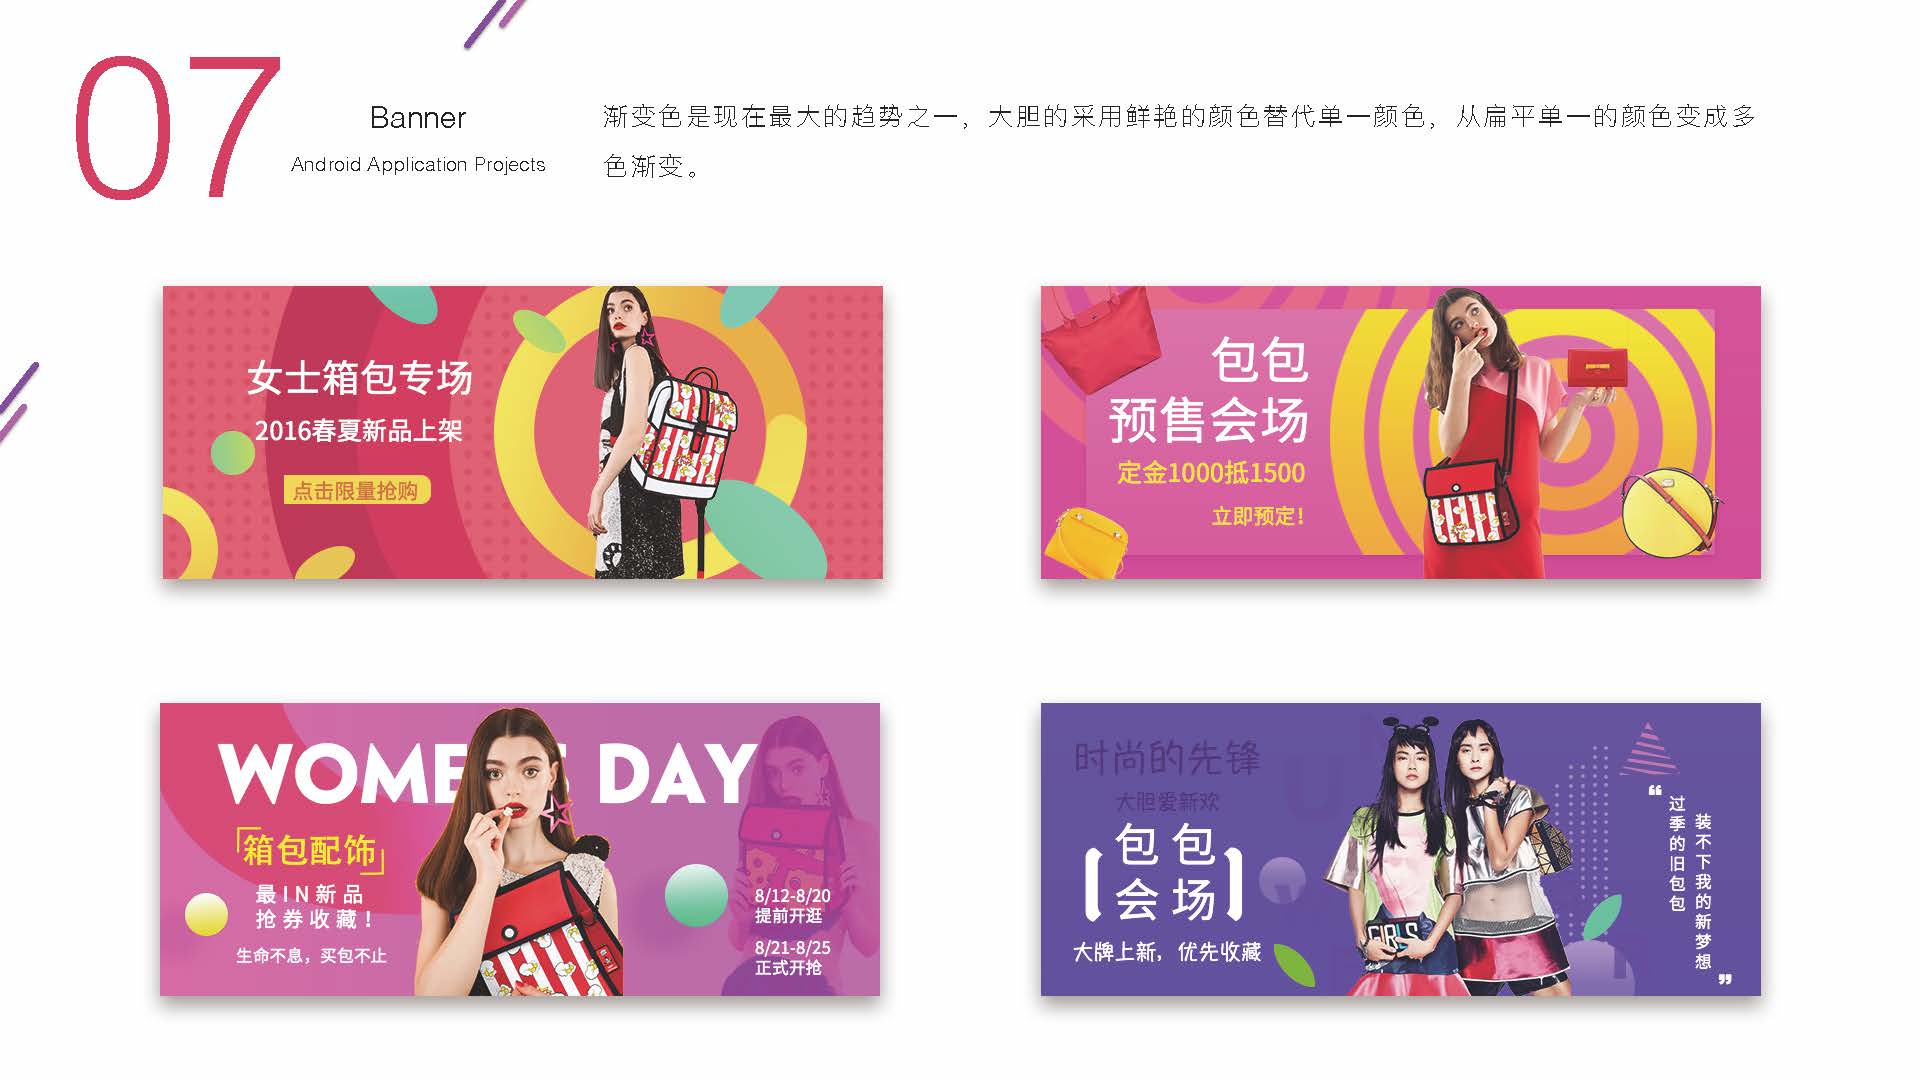 07
Banner
Android Application Projects
渐变色是现在最大的趋势之一，大胆的采用鲜艳的颜色替代单一颜色，从扁平单一的颜色变成多
色渐变。
女士箱包专场
2016春夏新品上架
点击限量抢购
包包
预售会场
定金1000抵1500
立即预定!
WOME DAY
「箱包配饰」
最IN新品
抢券收藏!
生命不息，买包不止
8/12-8/20
提前开逛
8/21-8/25
正式开抢
时尚的先锋
大胆爱新欢
包包
会场
大牌上新，优先收藏
GIRLS
“过季的旧包包
装不下我的新梦想”